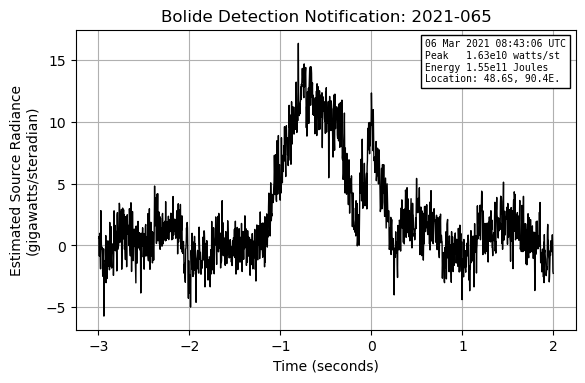 Bolide Detection Notification: 2021-065
06 Mar 2021 08:43:06 UTC
Peak   1.63e10 watts/st
Energy 1.55e11 Joules
Location: 48.6S, 90.4E.
Estimated Source Radiance
(gigawatts/steradian)
15
10
5
0
−5
−3 −2 −1 0 1 2
Time (seconds)